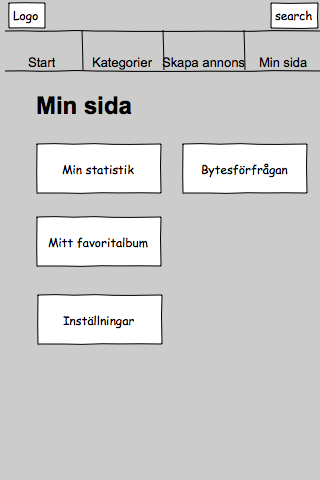 Logo
search
Start
Kategorier
Skapa annons
Min sida
Min sida
Min statistik
Bytesförfrågan
Mitt favoritalbum
Inställningar